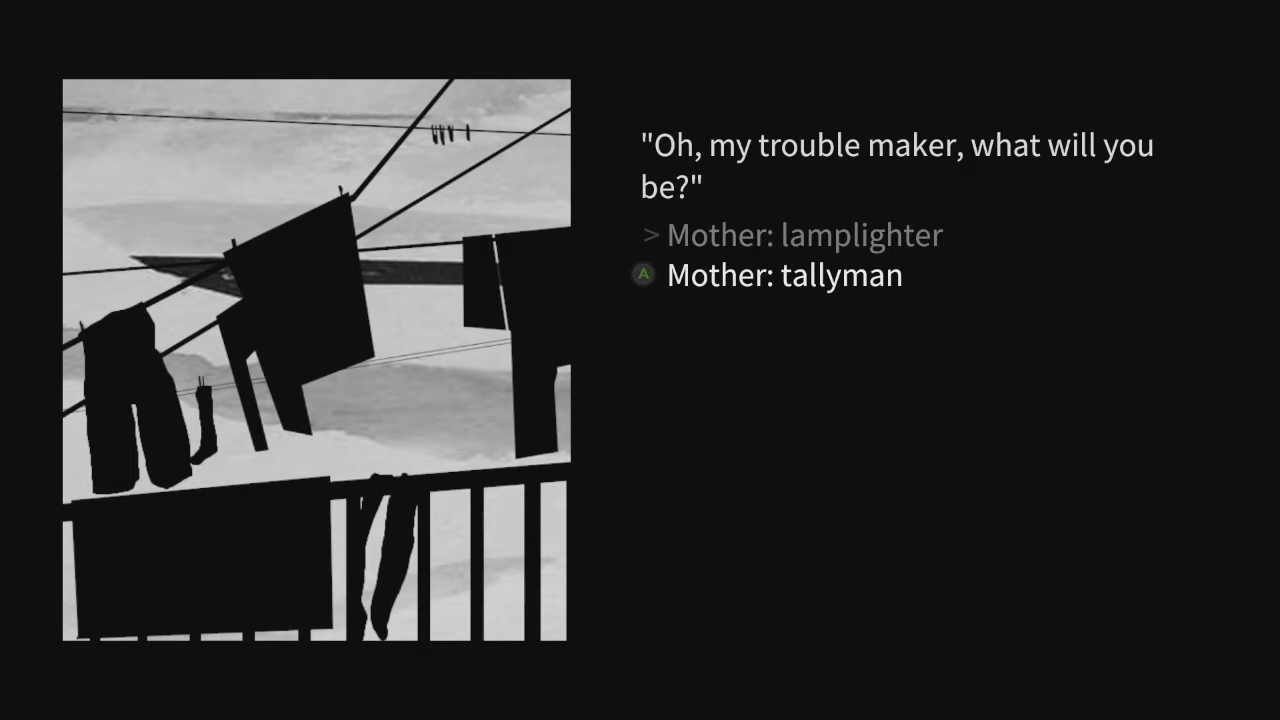 "Oh, my trouble maker, what will you
be?"
> Mother: lamplighter
A Mother: tallyman